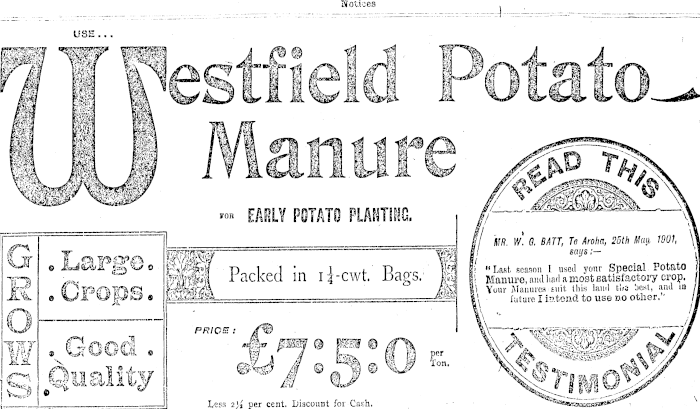 Notices
USE...
Westfield Potato
Manure
FOR EARLY POTATO PLANTING.
GROWS
. Large .
. Crops .
. Good .
. Quality
Packed in 1¼-cwt. Bags.
PRICE: £7:5:0 per Ton.
Less 2½ per cent. Discount for Cash.
READ THIS
MR. W. G. BATT, Te Aroha, 25th May, 1901,
says:—
"Last season I used your Special Potato
Manure, and had a most satisfactory crop.
Your Manures suit this land the best, and in
future I intend to use no other."
TESTIMONIAL